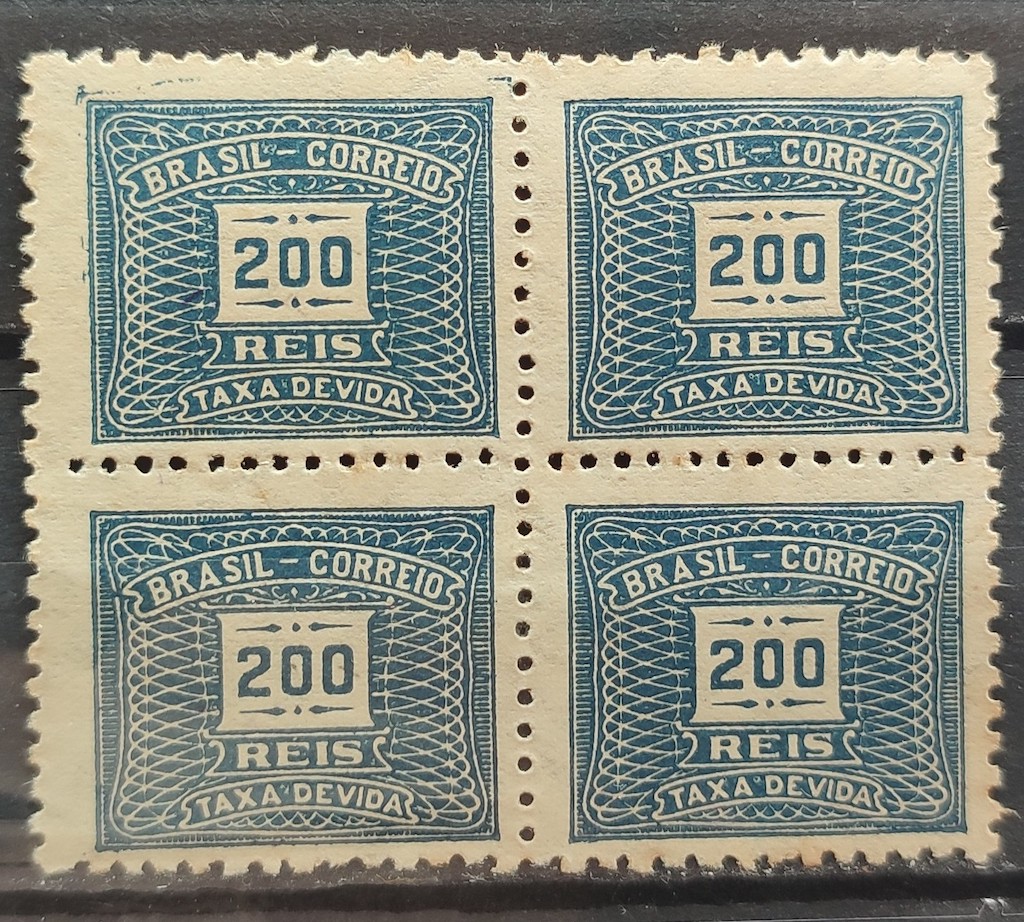 BRASIL - CORREIO
200
REIS
TAXA DEVIDA
BRASIL - CORREIO
200
REIS
TAXA DEVIDA
BRASIL - CORREIO
200
REIS
TAXA DEVIDA
BRASIL - CORREIO
200
REIS
TAXA DEVIDA